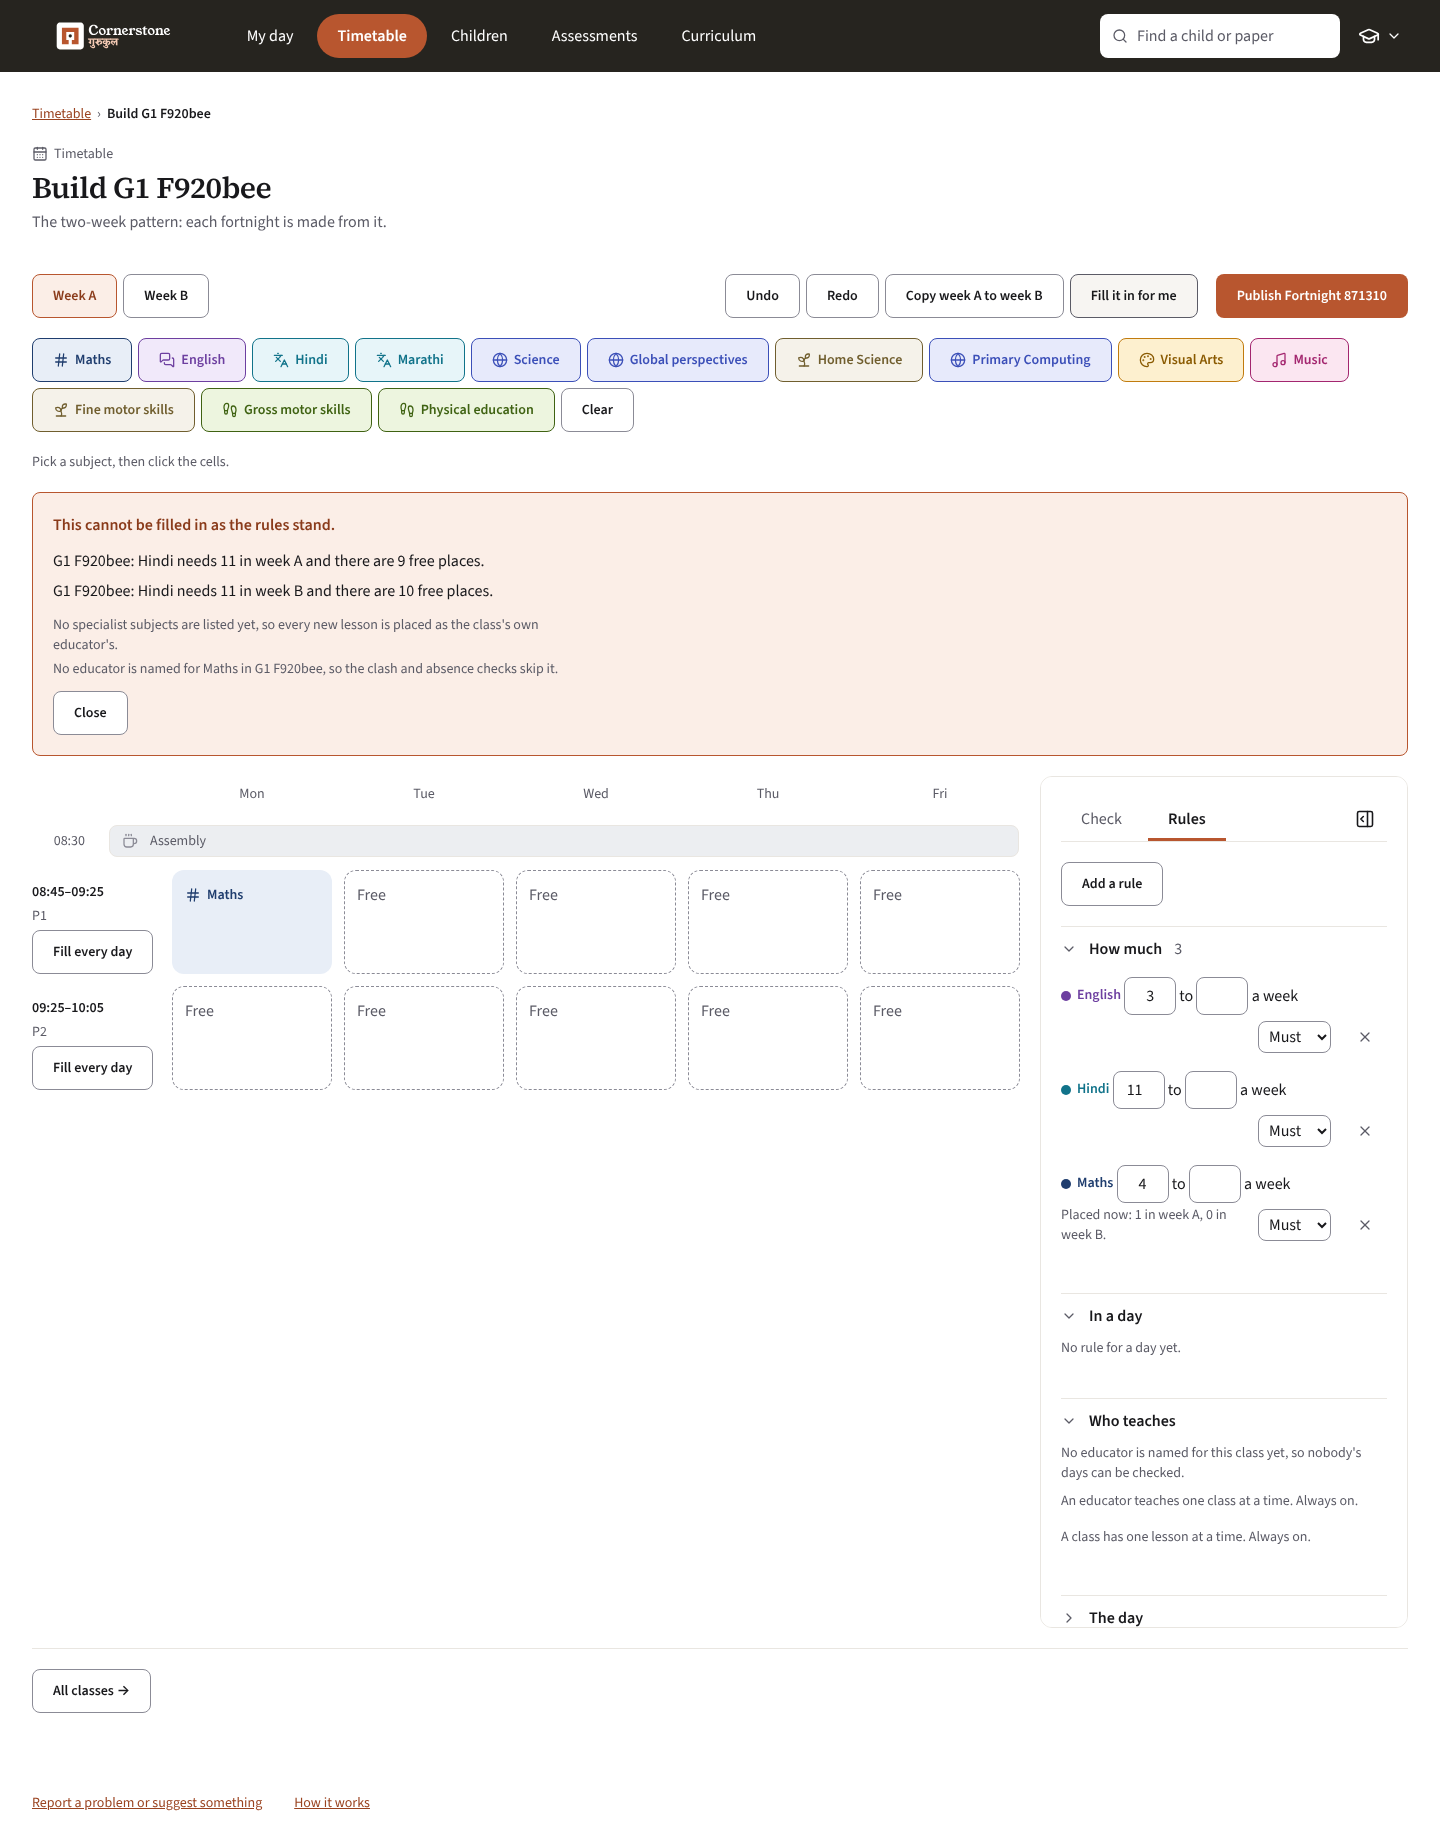 Cornerstone
गुरुकुल
My day
Timetable
Children
Assessments
Curriculum
Find a child or paper
Timetable › Build G1 F920bee
Timetable
Build G1 F920bee
The two-week pattern: each fortnight is made from it.
Week A
Week B
Undo
Redo
Copy week A to week B
Fill it in for me
Publish Fortnight 871310
Maths
English
Hindi
Marathi
Science
Global perspectives
Home Science
Primary Computing
Visual Arts
Music
Fine motor skills
Gross motor skills
Physical education
Clear
Pick a subject, then click the cells.
This cannot be filled in as the rules stand.
G1 F920bee: Hindi needs 11 in week A and there are 9 free places.
G1 F920bee: Hindi needs 11 in week B and there are 10 free places.
No specialist subjects are listed yet, so every new lesson is placed as the class's own
educator's.
No educator is named for Maths in G1 F920bee, so the clash and absence checks skip it.
Close
Mon
Tue
Wed
Thu
Fri
08:30
Assembly
08:45–09:25
P1
Fill every day
Maths
Free
Free
Free
Free
09:25–10:05
P2
Fill every day
Free
Free
Free
Free
Free
Check
Rules
Add a rule
How much 3
English 3 to a week
Must
Hindi 11 to a week
Must
Maths 4 to a week
Placed now: 1 in week A, 0 in
week B.
Must
In a day
No rule for a day yet.
Who teaches
No educator is named for this class yet, so nobody's
days can be checked.
An educator teaches one class at a time. Always on.
A class has one lesson at a time. Always on.
The day
All classes →
Report a problem or suggest something
How it works